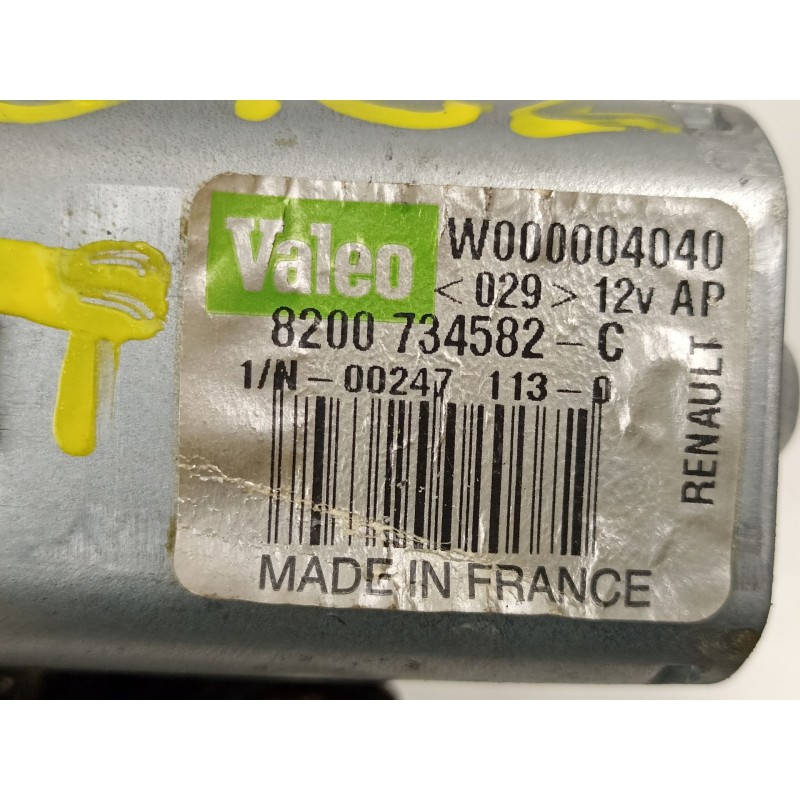 Valeo W000004040
<029> 12v AP
8200 734582-C
1/N-00247 113-0
RENAULT
MADE IN FRANCE